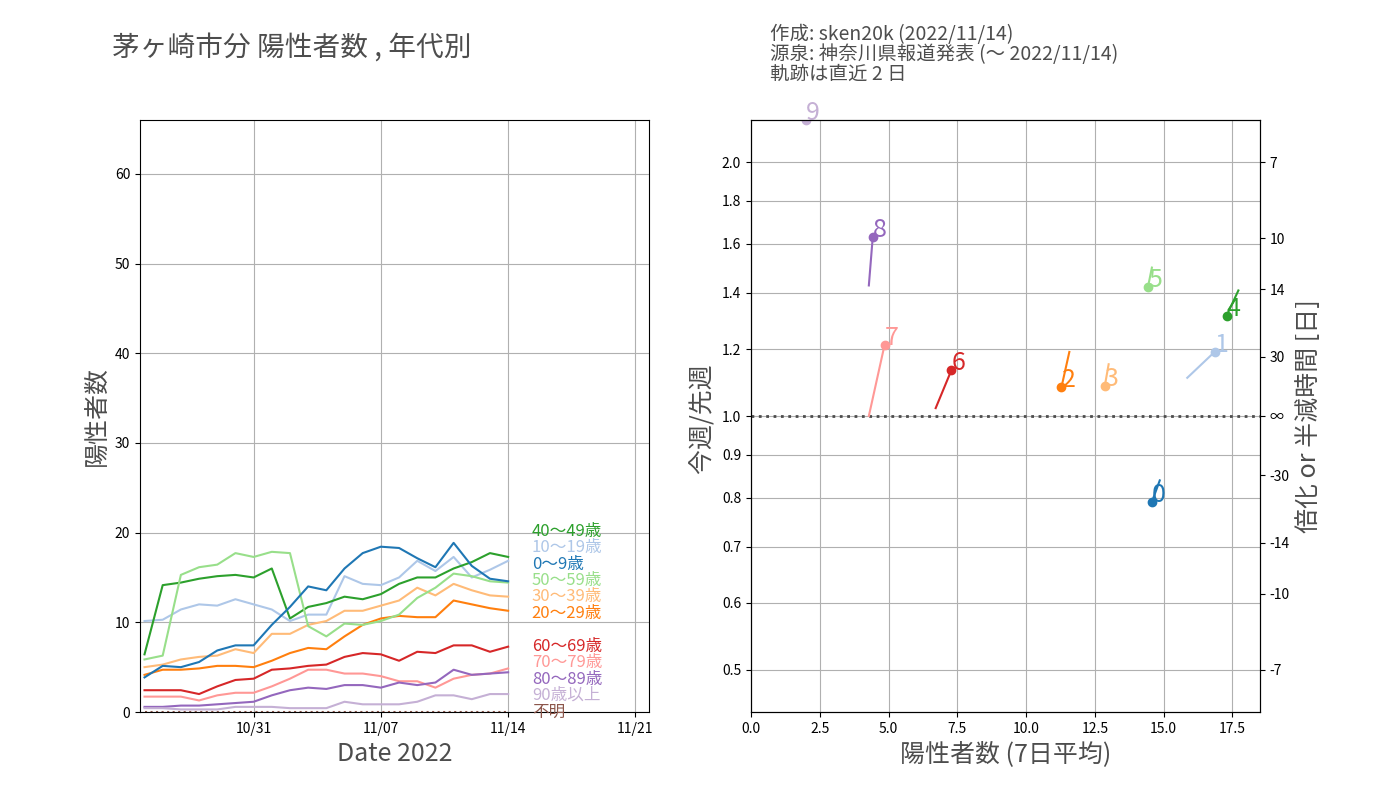 茅ヶ崎市分 陽性者数 , 年代別
作成: sken20k (2022/11/14)
源泉: 神奈川県報道発表 (〜 2022/11/14)
軌跡は直近 2 日
陽性者数
60
50
40
30
20
10
0
10/31
11/07
11/14
11/21
Date 2022
40〜49歳
10〜19歳
0〜9歳
50〜59歳
30〜39歳
20〜29歳
60〜69歳
70〜79歳
80〜89歳
90歳以上
不明
今週/先週
2.0
1.8
1.6
1.4
1.2
1.0
0.9
0.8
0.7
0.6
0.5
9
8
7
6
5
4
3
2
1
0
0.0
2.5
5.0
7.5
10.0
12.5
15.0
17.5
陽性者数 (7日平均)
7
10
14
30
∞
-30
-14
-10
-7
倍化 or 半減時間 [日]